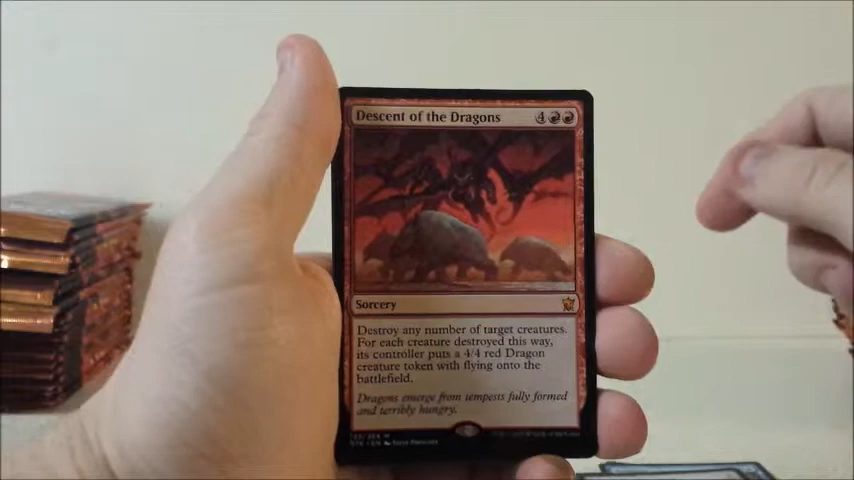 Descent of the Dragons 4
Sorcery
Destroy any number of target creatures.
For each creature destroyed this way,
its controller puts a 4/4 red Dragon
creature token with flying onto the
battlefield.
Dragons emerge from tempests fully formed
and terribly hungry.